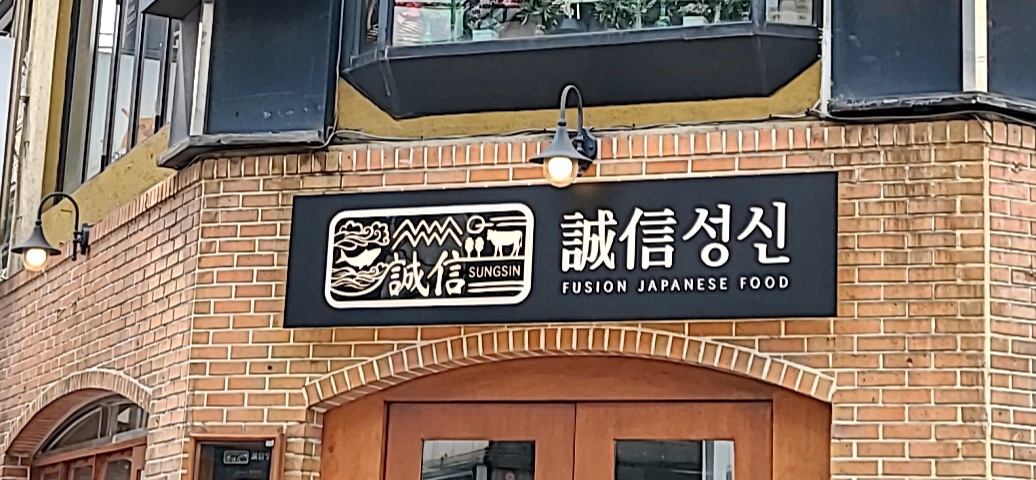 誠信
SUNGSIN
誠信성신
FUSION JAPANESE FOOD